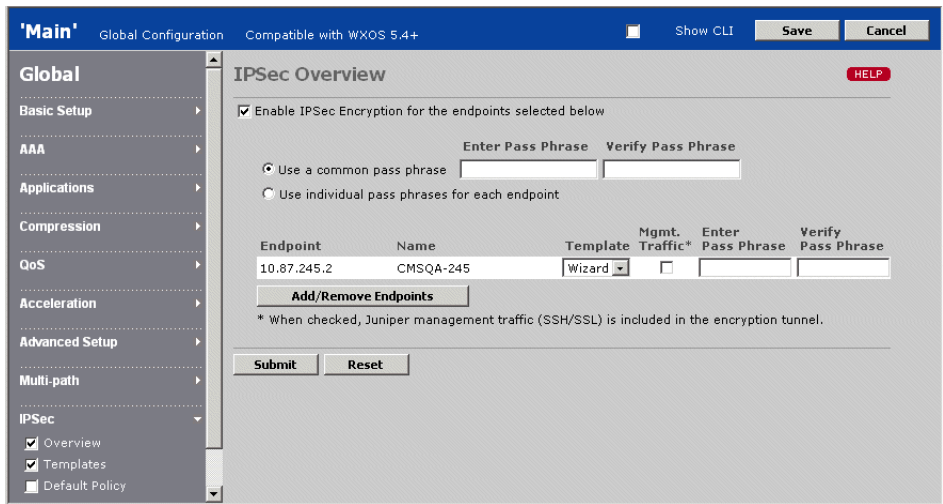 'Main' Global Configuration Compatible with WXOS 5.4+ Show CLI Save Cancel
Global
Basic Setup
AAA
Applications
Compression
QoS
Acceleration
Advanced Setup
Multi-path
IPSec
Overview
Templates
Default Policy
IPSec Overview HELP
Enable IPSec Encryption for the endpoints selected below
Enter Pass Phrase Verify Pass Phrase
Use a common pass phrase
Use individual pass phrases for each endpoint
Mgmt. Enter Verify
Endpoint Name Template Traffic* Pass Phrase Pass Phrase
10.87.245.2 CMSQA-245 Wizard
Add/Remove Endpoints
* When checked, Juniper management traffic (SSH/SSL) is included in the encryption tunnel.
Submit Reset